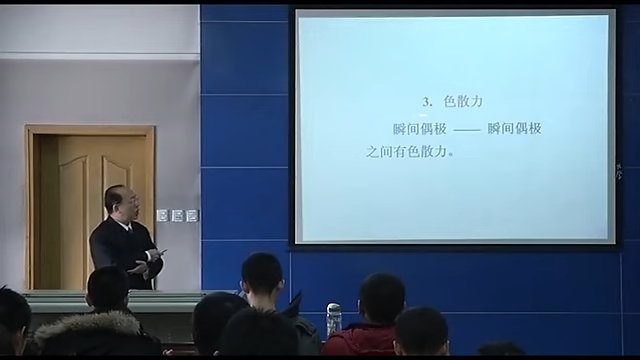 3. 色散力
瞬间偶极 —— 瞬间偶极
之间有色散力。